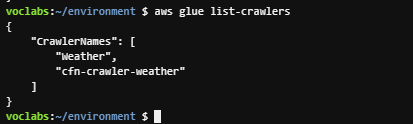 voclabs:~/environment $ aws glue list-crawlers
{
    "CrawlerNames": [
        "Weather",
        "cfn-crawler-weather"
    ]
}
voclabs:~/environment $